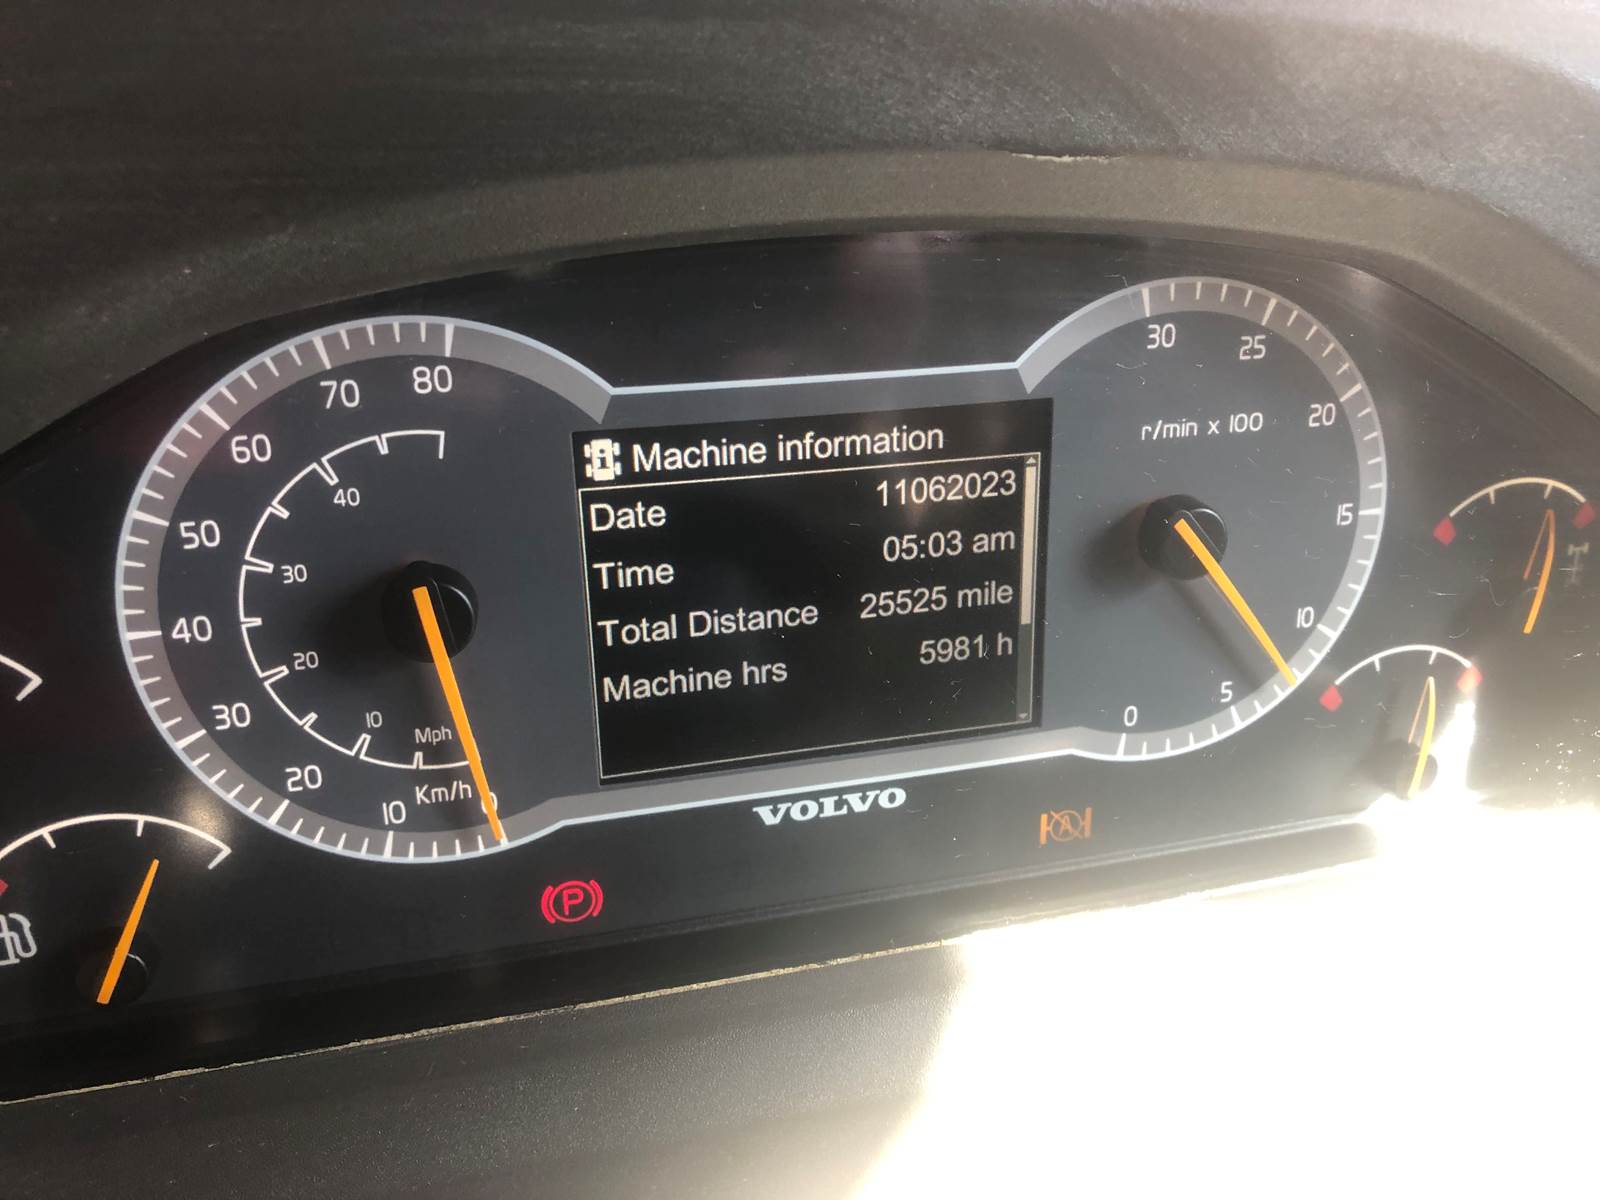 Machine information
Date 11062023
Time 05:03 am
Total Distance 25525 mile
Machine hrs 5981 h
80
70
60
50
40
30
20
10
0
Km/h
40
30
20
10
Mph
30
25
20
15
10
5
0
r/min x 100
VOLVO
P
A